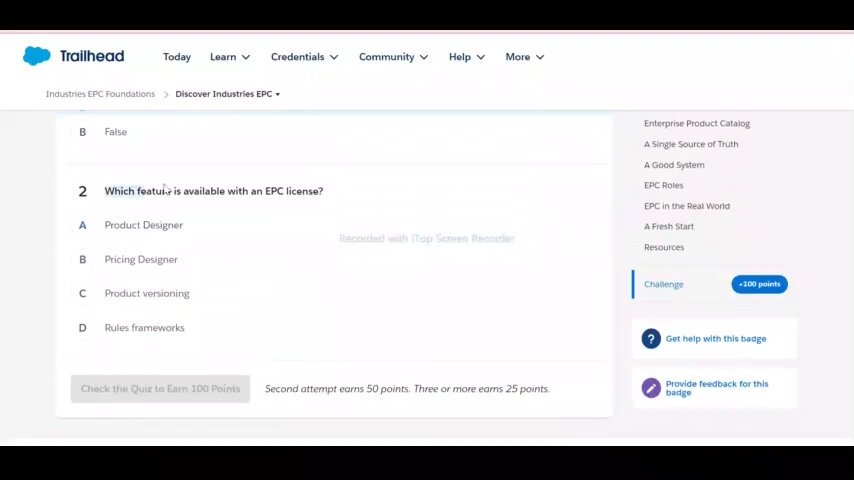 Trailhead
Today
Learn
Credentials
Community
Help
More
Industries EPC Foundations
Discover Industries EPC
B False
2 Which feature is available with an EPC license?
A Product Designer
B Pricing Designer
C Product versioning
D Rules frameworks
Recorded with iTop Screen Recorder
Check the Quiz to Earn 100 Points
Second attempt earns 50 points. Three or more earns 25 points.
Enterprise Product Catalog
A Single Source of Truth
A Good System
EPC Roles
EPC in the Real World
A Fresh Start
Resources
Challenge
+100 points
? Get help with this badge
Provide feedback for this
badge